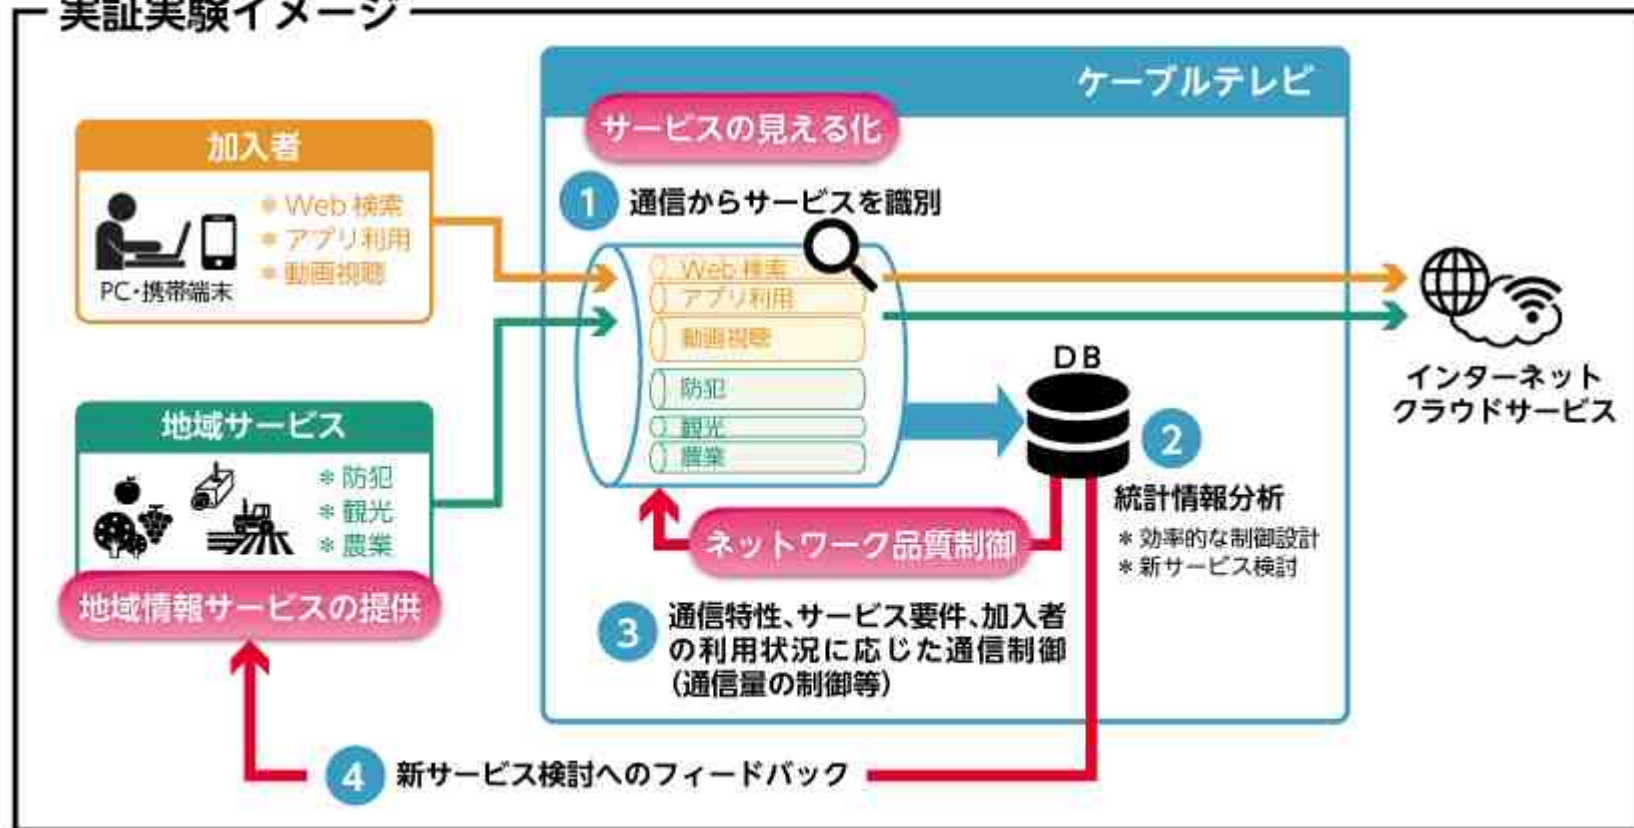 実証実験イメージ
ケーブルテレビ
サービスの見える化
加入者
* Web 検索
* アプリ利用
* 動画視聴
PC・携帯端末
1 通信からサービスを識別
Web 検索
アプリ利用
動画視聴
防犯
観光
農業
DB
インターネット
クラウドサービス
地域サービス
* 防犯
* 観光
* 農業
地域情報サービスの提供
2
統計情報分析
* 効率的な制御設計
* 新サービス検討
ネットワーク品質制御
3 通信特性、サービス要件、加入者
の利用状況に応じた通信制御
(通信量の制御等)
4 新サービス検討へのフィードバック